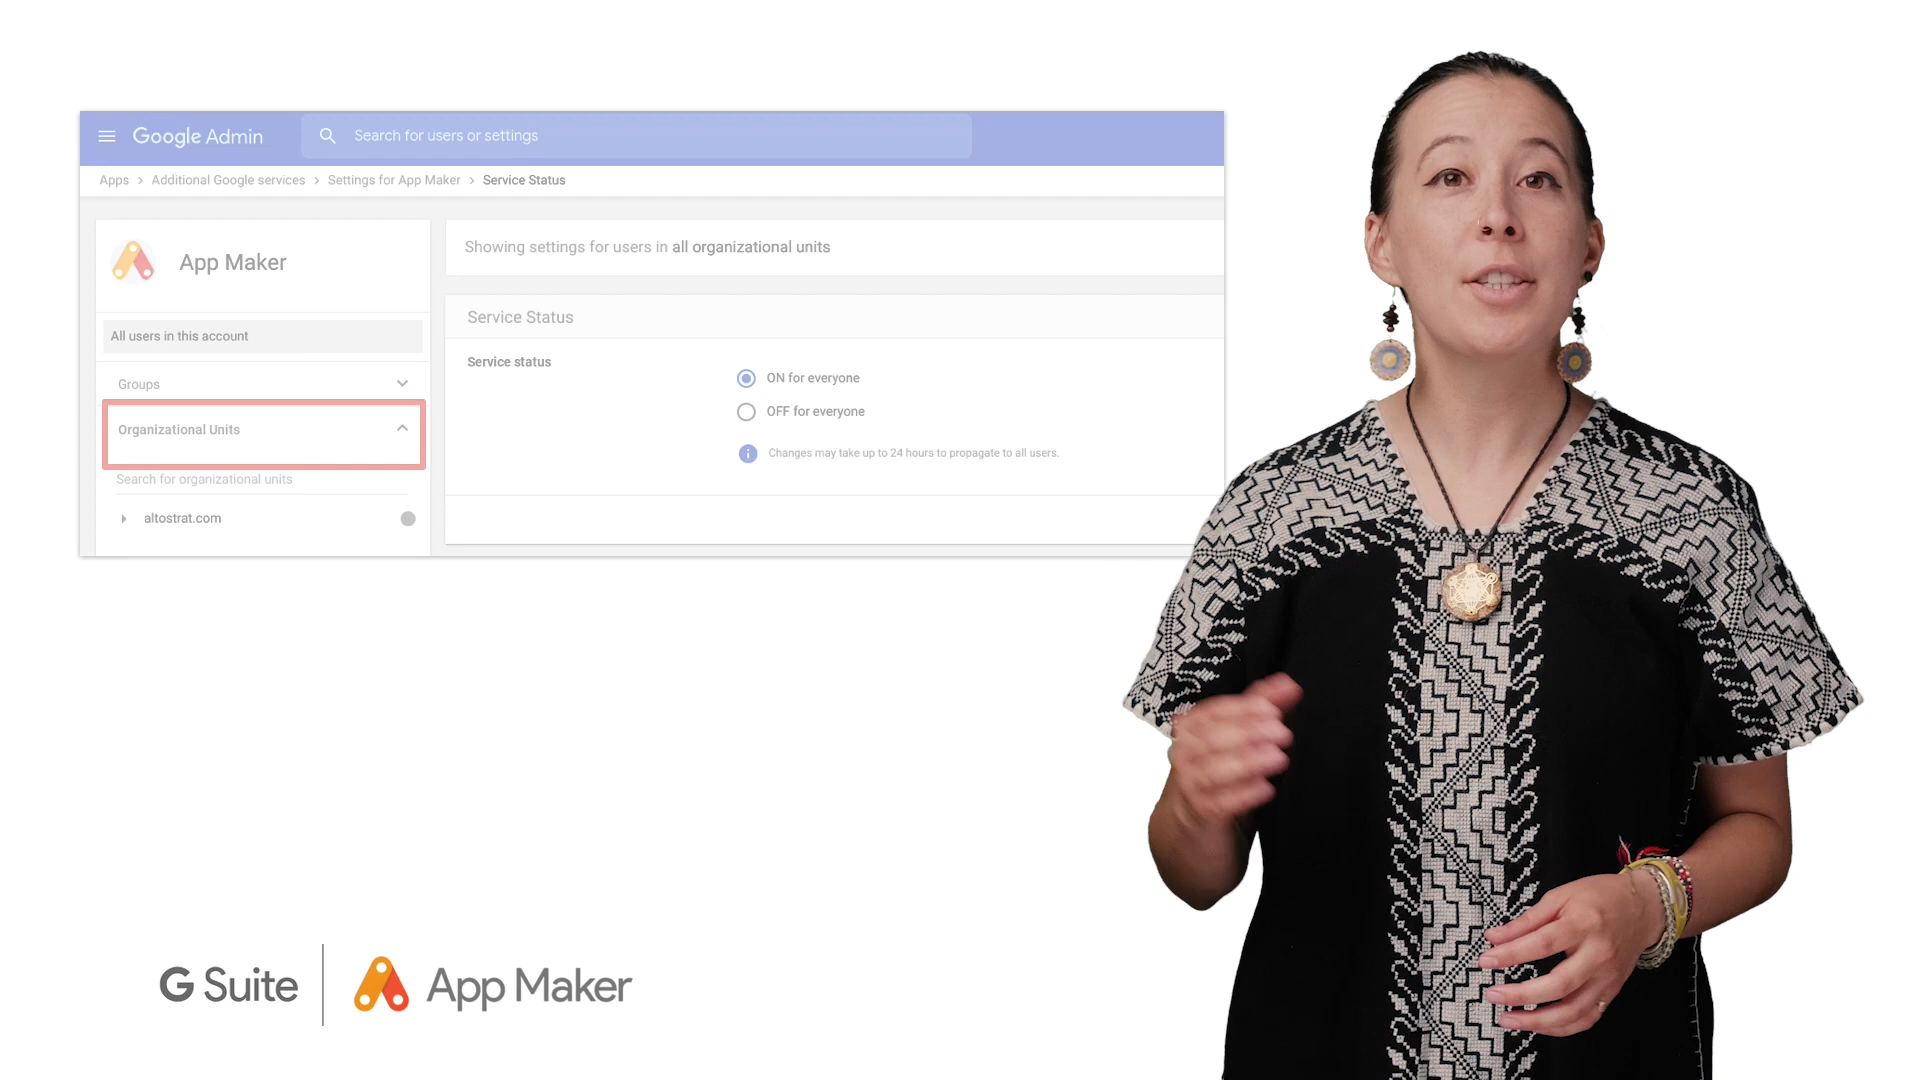 Google Admin
Search for users or settings
Apps > Additional Google services > Settings for App Maker > Service Status
App Maker
All users in this account
Groups
Organizational Units
Search for organizational units
altostrat.com
Showing settings for users in all organizational units
Service Status
Service status
ON for everyone
OFF for everyone
Changes may take up to 24 hours to propagate to all users.
G Suite
App Maker